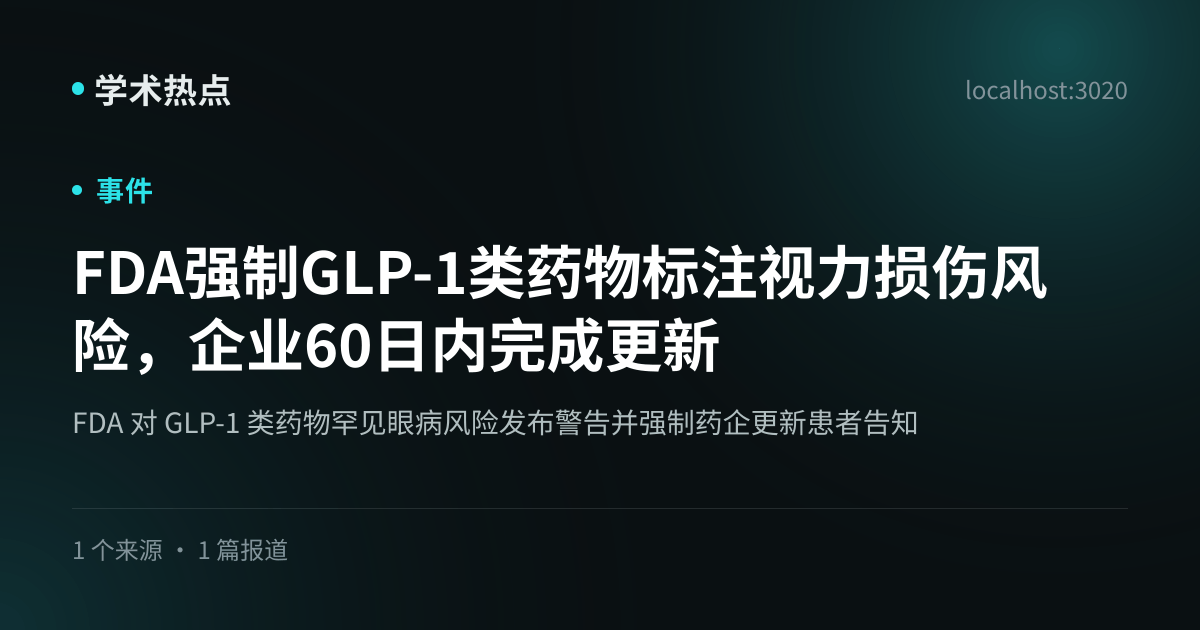 学术热点
localhost:3020
事件
FDA强制GLP-1类药物标注视力损伤风
险，企业60日内完成更新
FDA 对 GLP-1 类药物罕见眼病风险发布警告并强制药企更新患者告知
1 个来源 · 1 篇报道